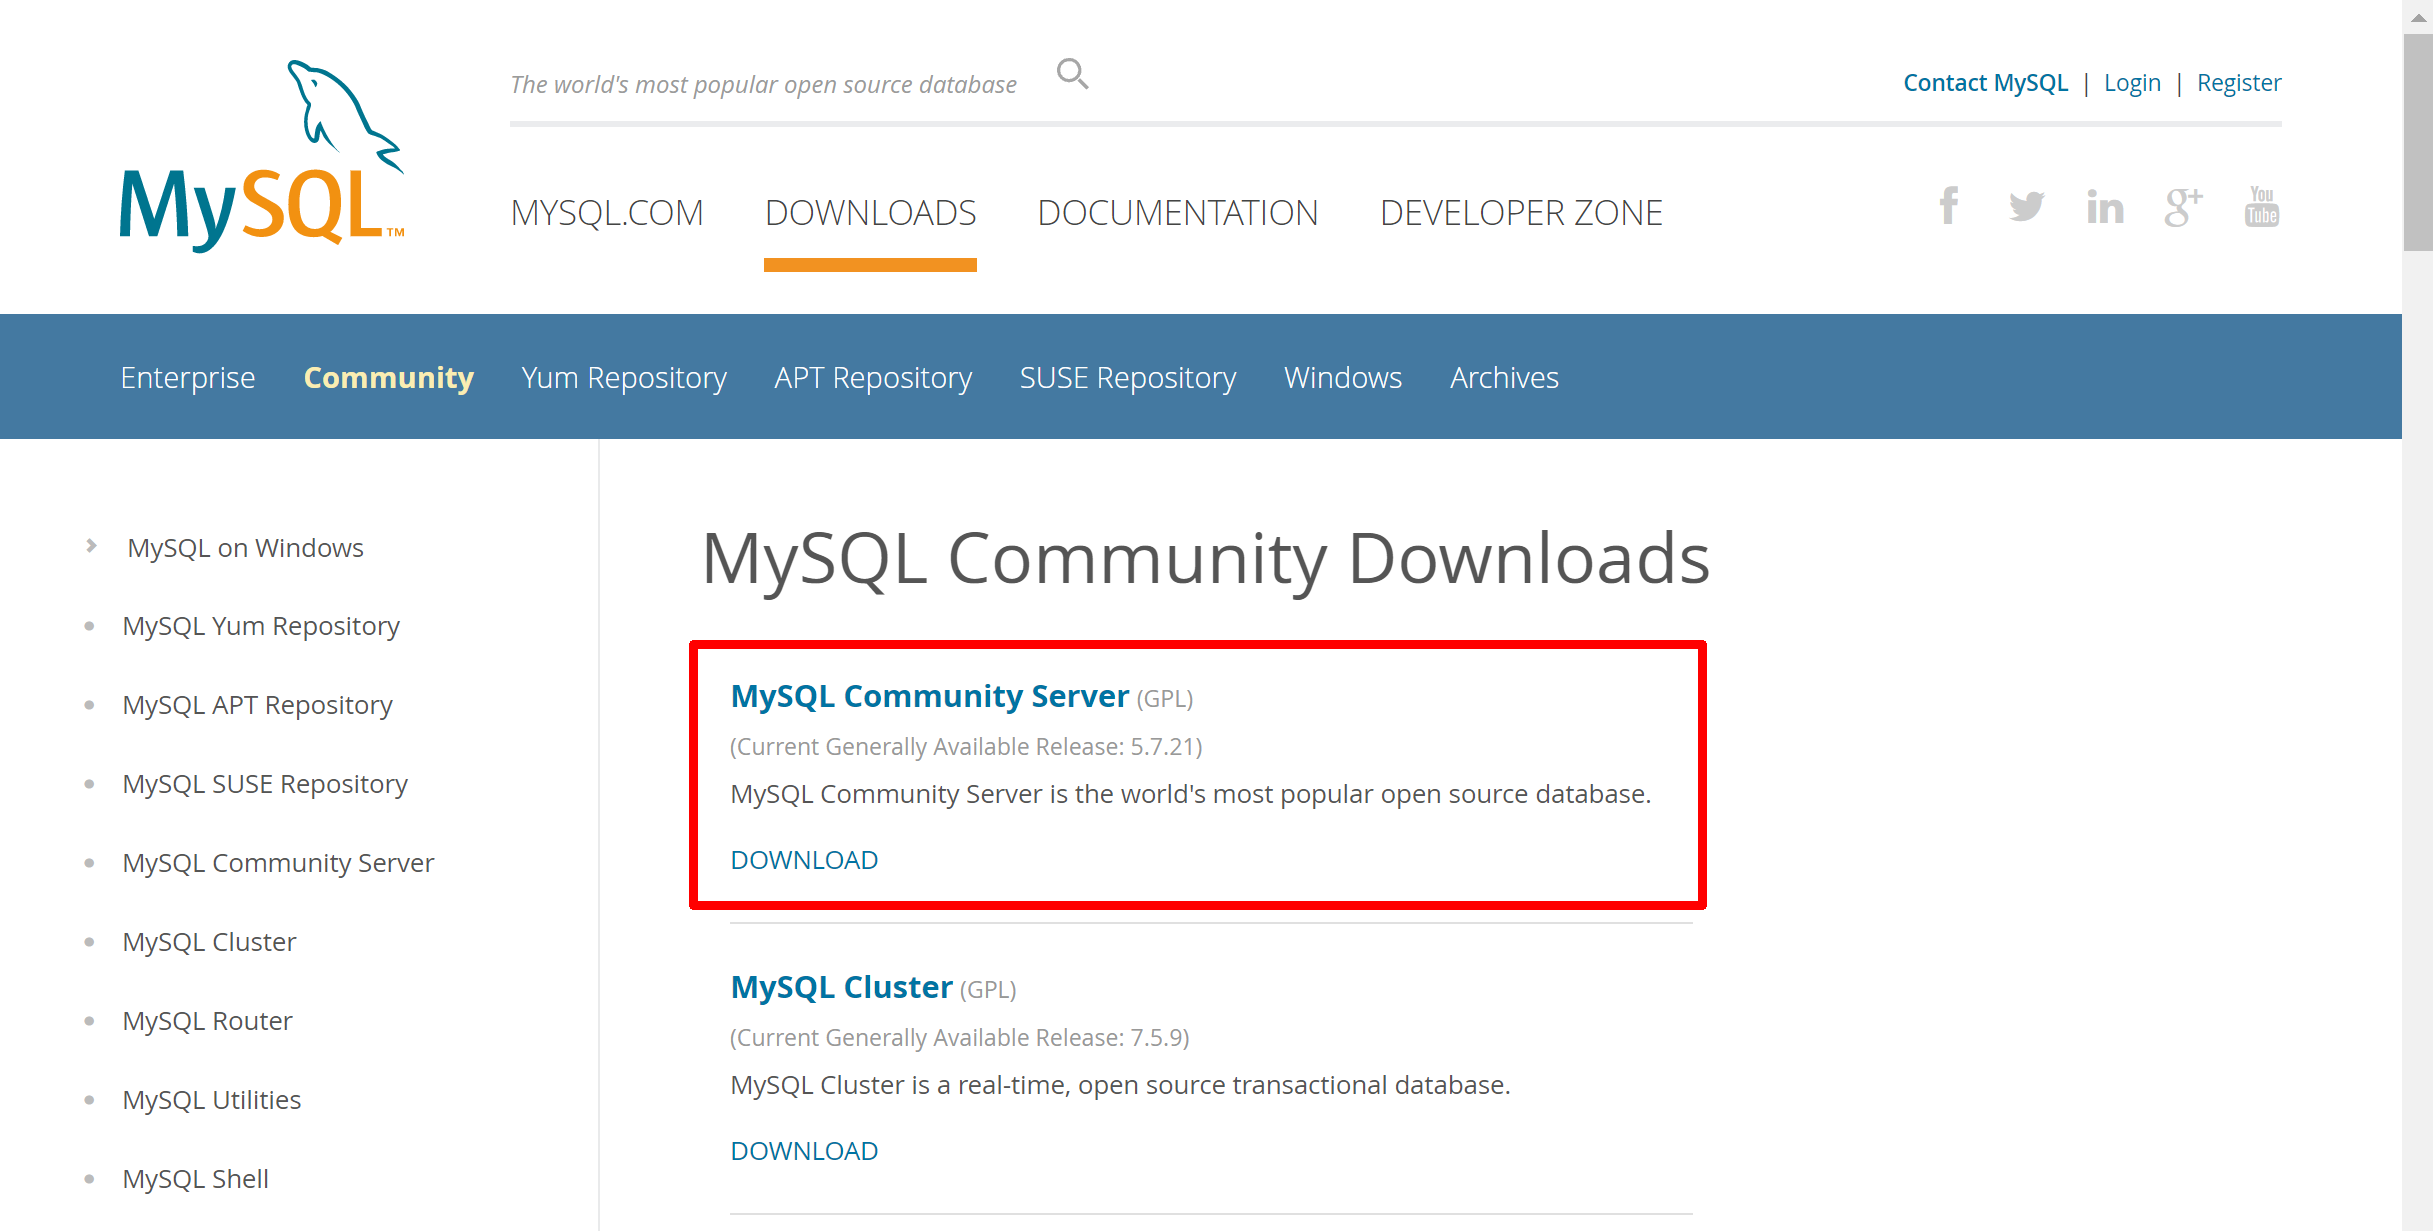 The world's most popular open source database
Contact MySQL | Login | Register
MySQL™
MYSQL.COM DOWNLOADS DOCUMENTATION DEVELOPER ZONE
f in g+ You Tube
Enterprise Community Yum Repository APT Repository SUSE Repository Windows Archives
MySQL on Windows
MySQL Yum Repository
MySQL APT Repository
MySQL SUSE Repository
MySQL Community Server
MySQL Cluster
MySQL Router
MySQL Utilities
MySQL Shell
MySQL Community Downloads
MySQL Community Server (GPL)
(Current Generally Available Release: 5.7.21)
MySQL Community Server is the world's most popular open source database.
DOWNLOAD
MySQL Cluster (GPL)
(Current Generally Available Release: 7.5.9)
MySQL Cluster is a real-time, open source transactional database.
DOWNLOAD